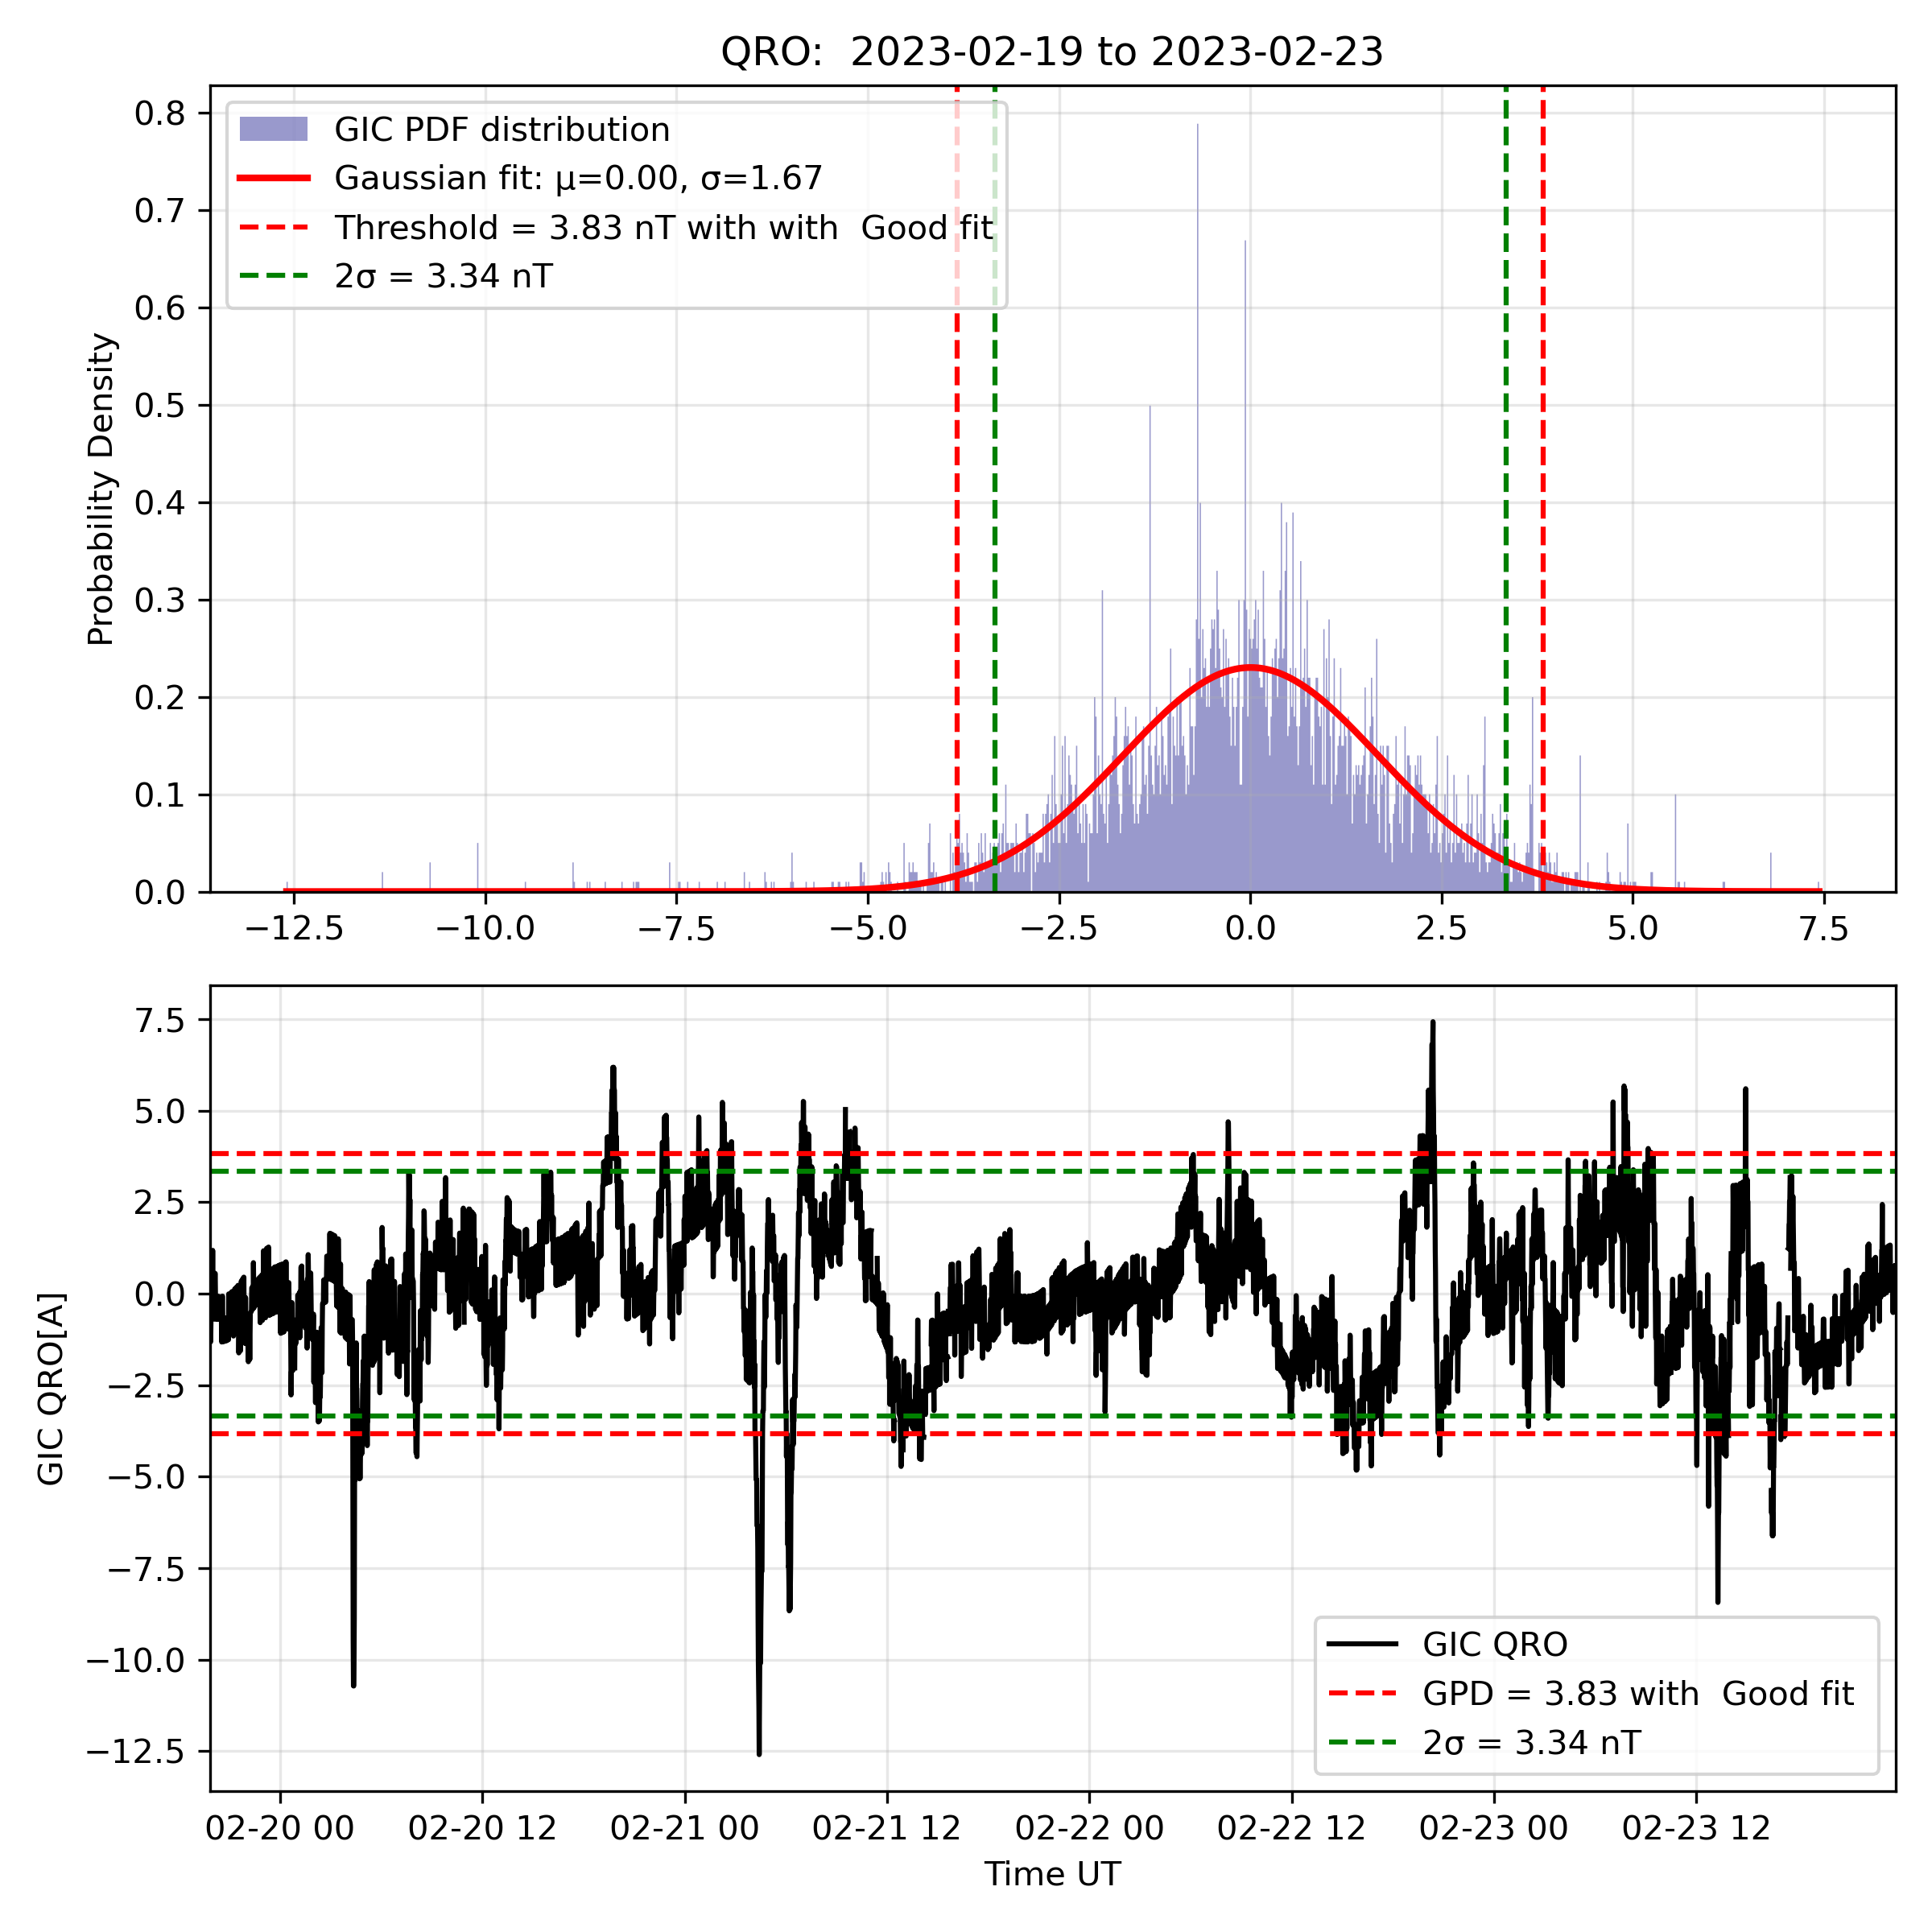 QRO:  2023-02-19 to 2023-02-23
GIC PDF distribution
Gaussian fit: μ=0.00, σ=1.67
Threshold = 3.83 nT with with  Good fit
2σ = 3.34 nT
Probability Density
0.8
0.7
0.6
0.5
0.4
0.3
0.2
0.1
0.0
−12.5 −10.0 −7.5 −5.0 −2.5 0.0 2.5 5.0 7.5
GIC QRO[A]
7.5
5.0
2.5
0.0
−2.5
−5.0
−7.5
−10.0
−12.5
GIC QRO
GPD = 3.83 with  Good fit
2σ = 3.34 nT
02-20 00 02-20 12 02-21 00 02-21 12 02-22 00 02-22 12 02-23 00 02-23 12
Time UT